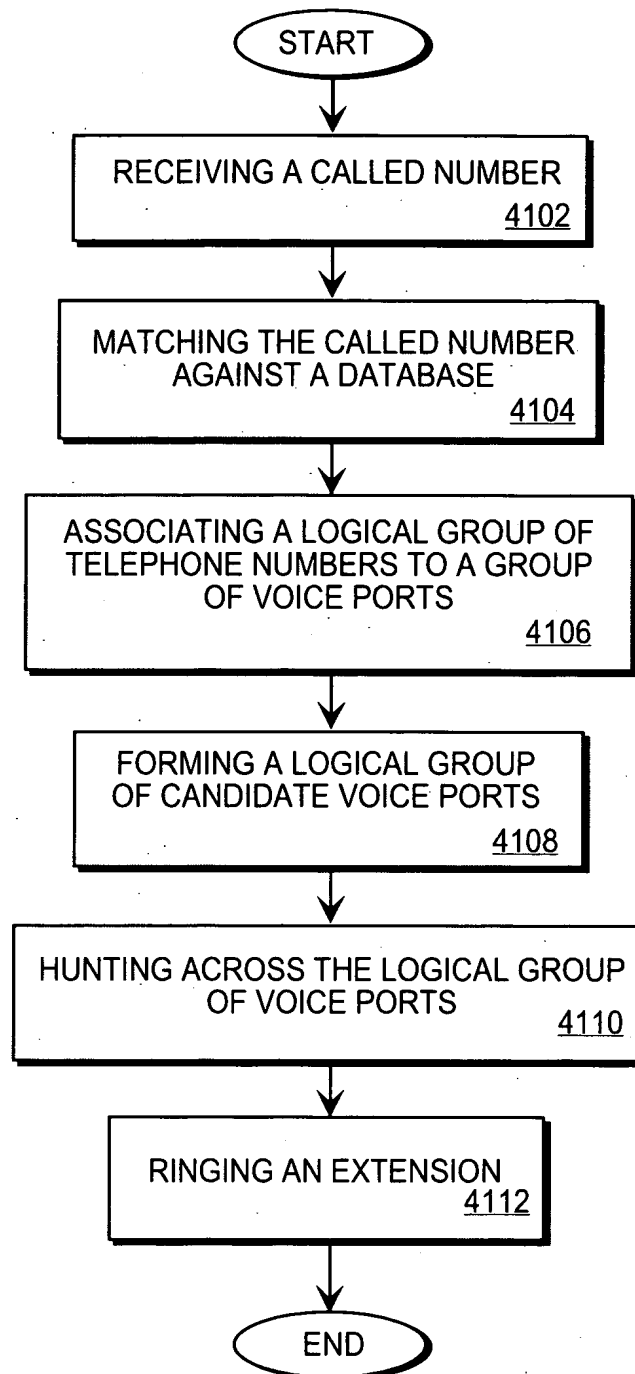 START
RECEIVING A CALLED NUMBER
4102
MATCHING THE CALLED NUMBER
AGAINST A DATABASE
4104
ASSOCIATING A LOGICAL GROUP OF
TELEPHONE NUMBERS TO A GROUP
OF VOICE PORTS
4106
FORMING A LOGICAL GROUP
OF CANDIDATE VOICE PORTS
4108
HUNTING ACROSS THE LOGICAL GROUP
OF VOICE PORTS
4110
RINGING AN EXTENSION
4112
END